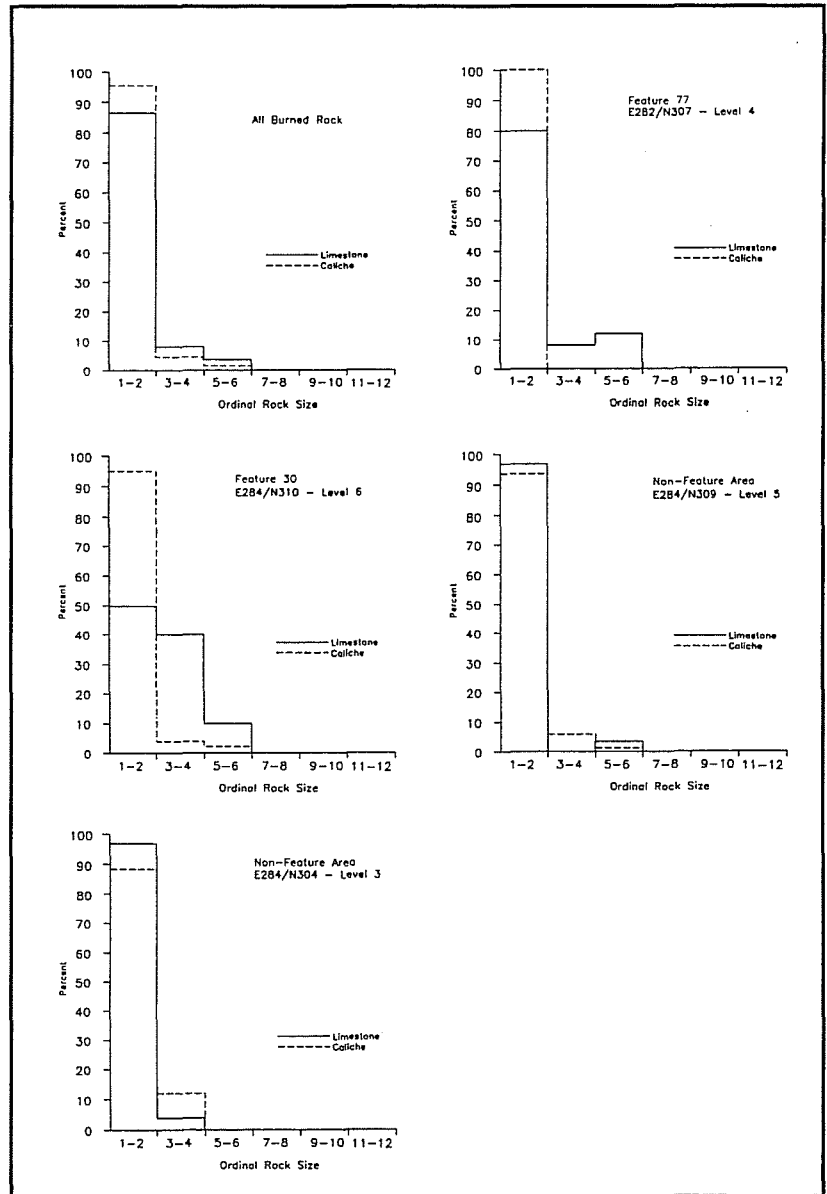 100
90
80
70
60
50
40
30
20
10
0
Percent
All Burned Rock
Limestone
Caliche
1-2 3-4 5-6 7-8 9-10 11-12
Ordinal Rock Size
100
90
80
70
60
50
40
30
20
10
0
Percent
Feature 77
E282/N307 - Level 4
Limestone
Caliche
1-2 3-4 5-6 7-8 9-10 11-12
Ordinal Rock Size
100
90
80
70
60
50
40
30
20
10
0
Percent
Feature 30
E284/N310 - Level 6
Limestone
Caliche
1-2 3-4 5-6 7-8 9-10 11-12
Ordinal Rock Size
100
90
80
70
60
50
40
30
20
10
0
Percent
Non-Feature Area
E284/N309 - Level 5
Limestone
Caliche
1-2 3-4 5-6 7-8 9-10 11-12
Ordinal Rock Size
100
90
80
70
60
50
40
30
20
10
0
Percent
Non-Feature Area
E284/N304 - Level 3
Limestone
Caliche
1-2 3-4 5-6 7-8 9-10 11-12
Ordinal Rock Size